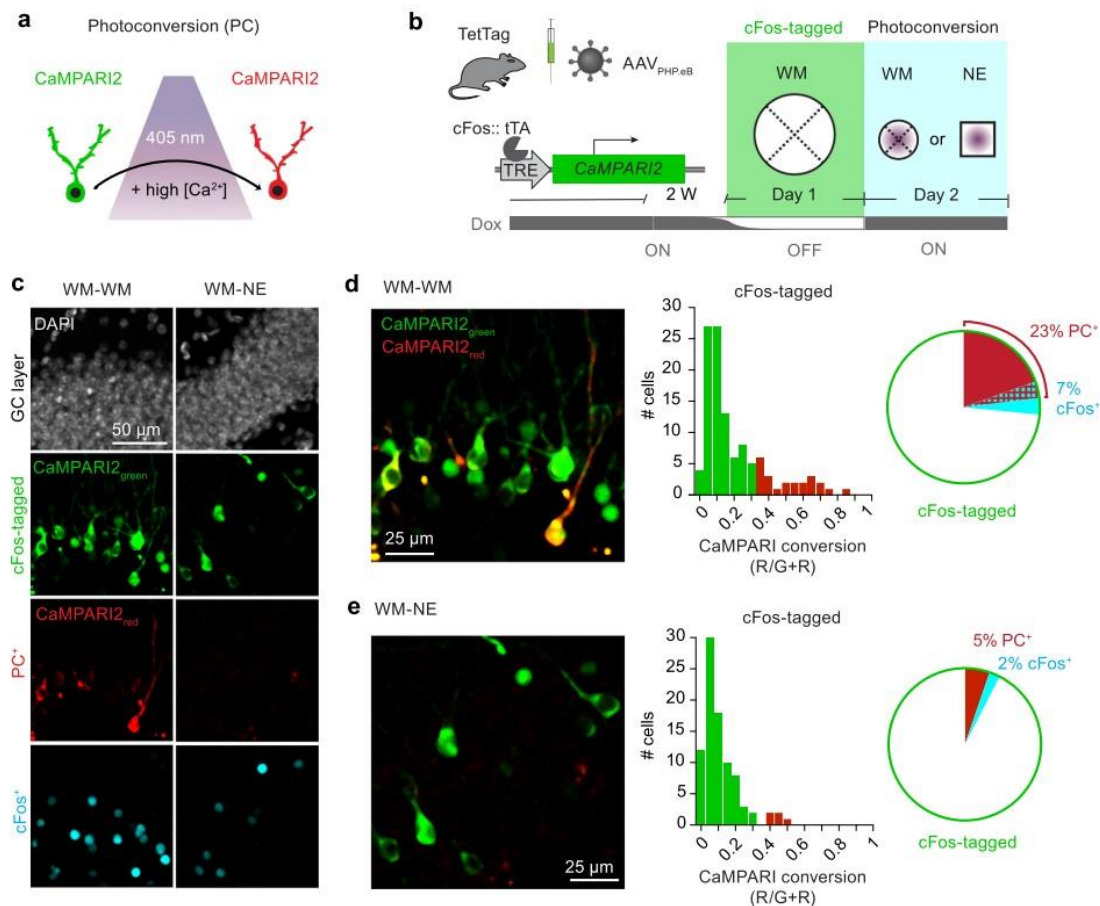 a
Photoconversion (PC)
CaMPARI2
CaMPARI2
405 nm
+ high [Ca²⁺]
b
TetTag
AAVPHP.eB
cFos:: tTA
TRE
CaMPARI2
2 W
cFos-tagged
WM
Day 1
Photoconversion
WM
NE
or
Day 2
Dox
ON
OFF
ON
c
WM-WM
WM-NE
GC layer
DAPI
50 µm
cFos-tagged
CaMPARI2green
PC⁺
CaMPARI2red
cFos⁺
d
WM-WM
CaMPARI2green
CaMPARI2red
25 µm
cFos-tagged
# cells
30
25
20
15
10
5
0
0
0.2
0.4
0.6
0.8
1
CaMPARI conversion
(R/G+R)
23% PC⁺
7%
cFos⁺
cFos-tagged
e
WM-NE
25 µm
cFos-tagged
# cells
30
25
20
15
10
5
0
0
0.2
0.4
0.6
0.8
1
CaMPARI conversion
(R/G+R)
5% PC⁺
2% cFos⁺
cFos-tagged